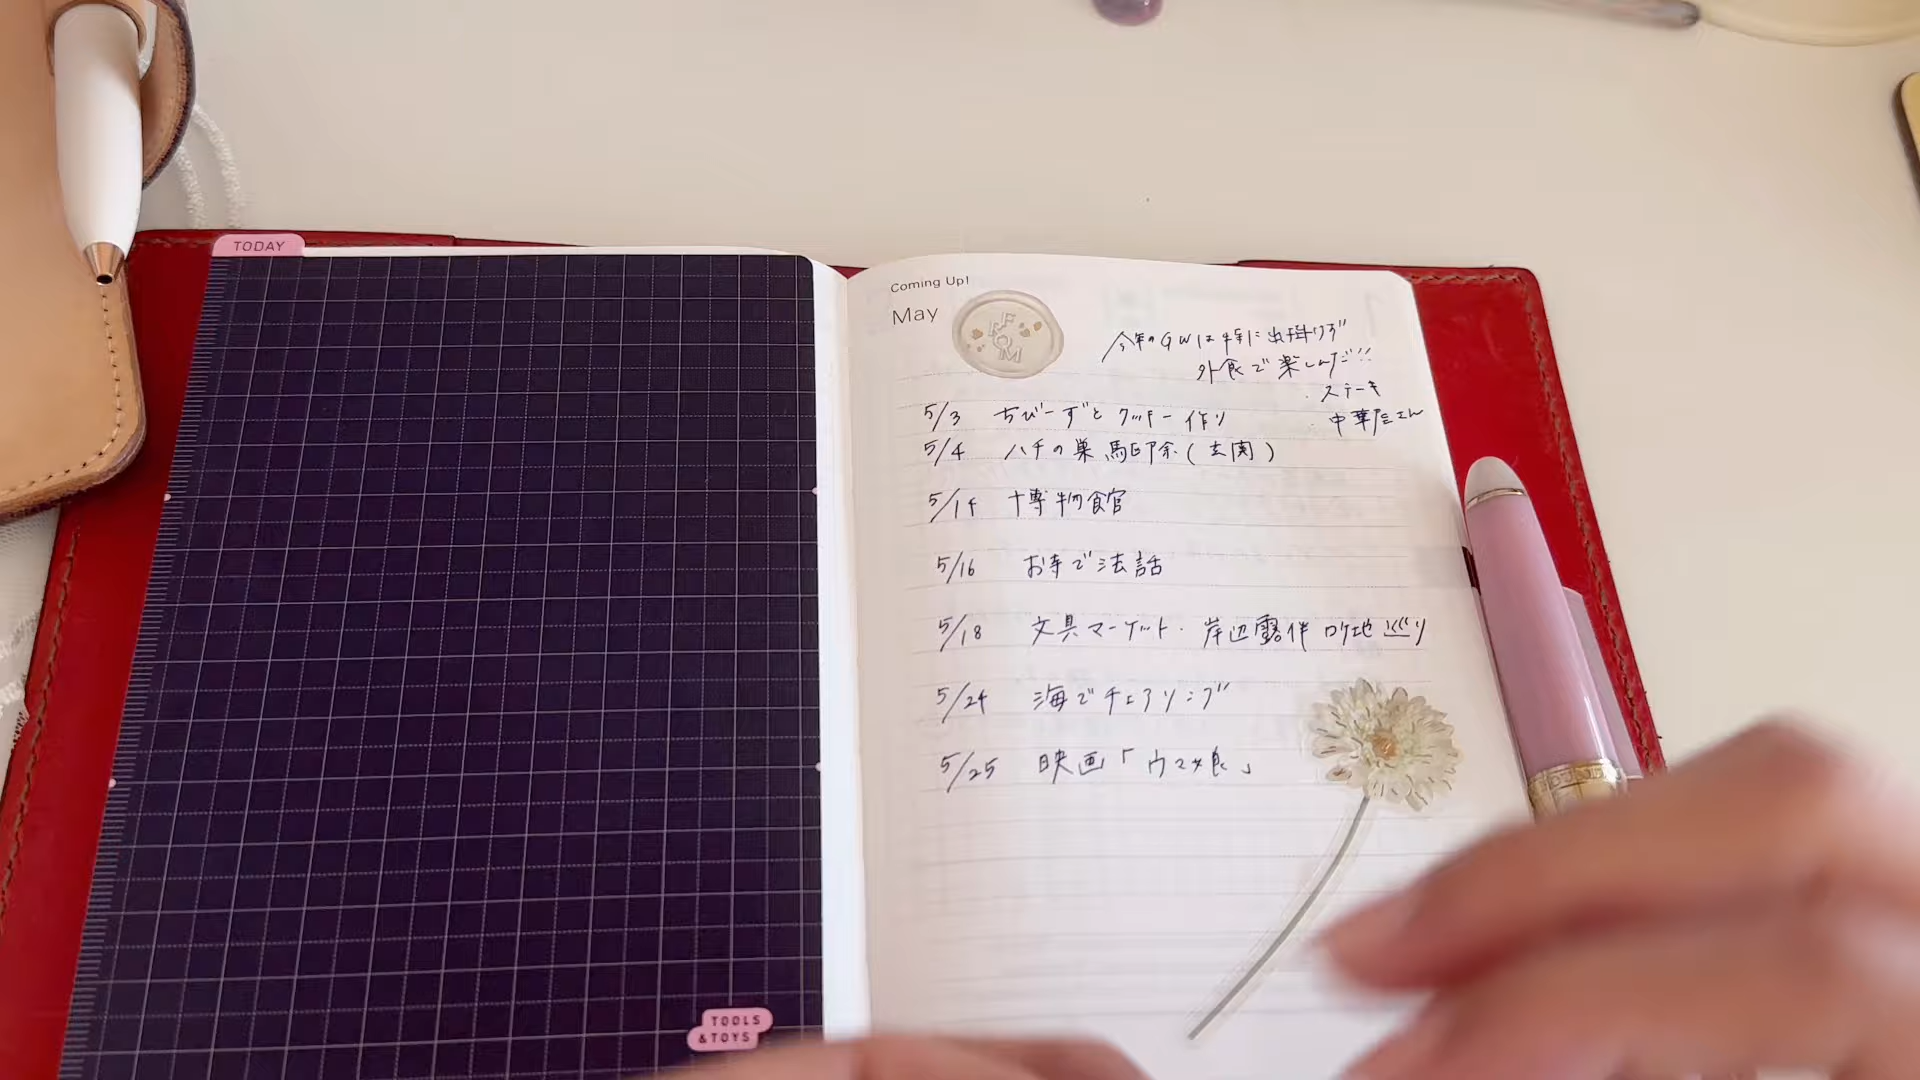 TODAY
Coming Up!
May
今年のGWは特に出掛けず
外食で楽しんだ!!
・ステーキ
・中華屋さん
5/3 ちびーずとクッキー作り
5/4 ハチの巣駆除(玄関)
5/14 博物館
5/16 お寺で法話
5/18 文具マーケット・岸辺露伴ロケ地巡り
5/24 海でチェアリング
5/25 映画「ウマ娘」
TOOLS
&TOYS